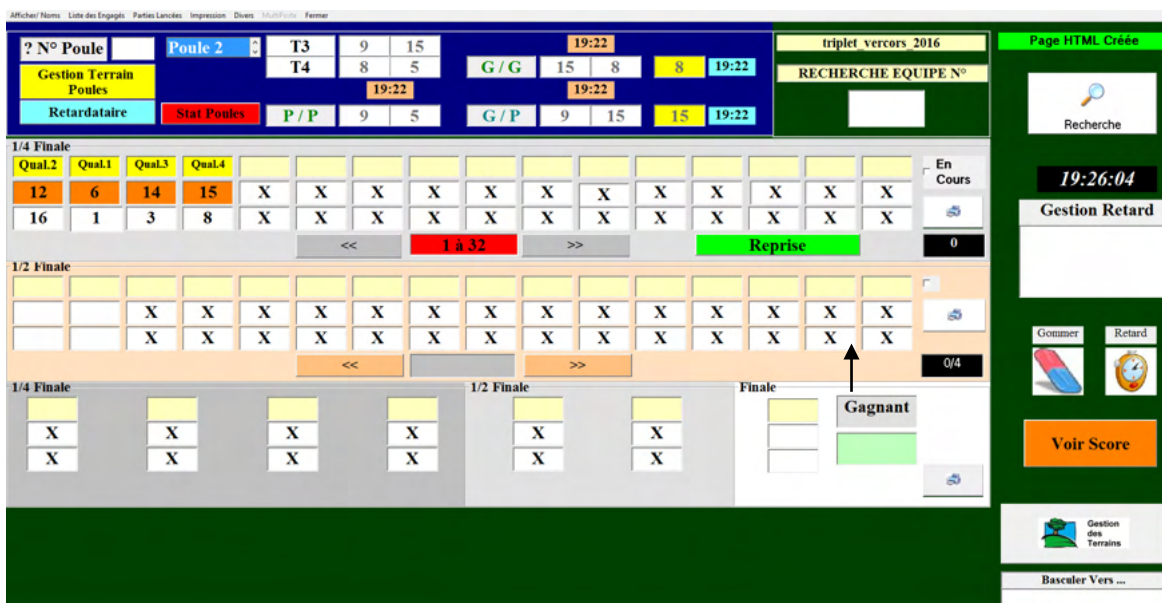 Afficher/ Noms Liste des Engagés Parties Lancées Impression Divers MultiPoste Fermer
? N° Poule Poule 2 T3 9 15 19:22 triplet_vercors_2016 Page HTML Créée
Gestion Terrain Poules T4 8 5 G / G 15 8 8 19:22 RECHERCHE EQUIPE N°
19:22 19:22
Retardataire Stat Poules P / P 9 5 G / P 9 15 15 19:22
Recherche
1/4 Finale
Qual.2 Qual.1 Qual.3 Qual.4 En Cours
12 6 14 15 X X X X X X X X X X X X
16 1 3 8 X X X X X X X X X X X X
<< 1 à 32 >> Reprise 0
19:26:04
Gestion Retard
1/2 Finale
X X X X X X X X X X X X X X
X X X X X X X X X X X X X X
<< >> 0/4
Gommer Retard
1/4 Finale 1/2 Finale Finale
Gagnant
X X X X X X
X X X X X X
Voir Score
Gestion des Terrains
Basculer Vers ...